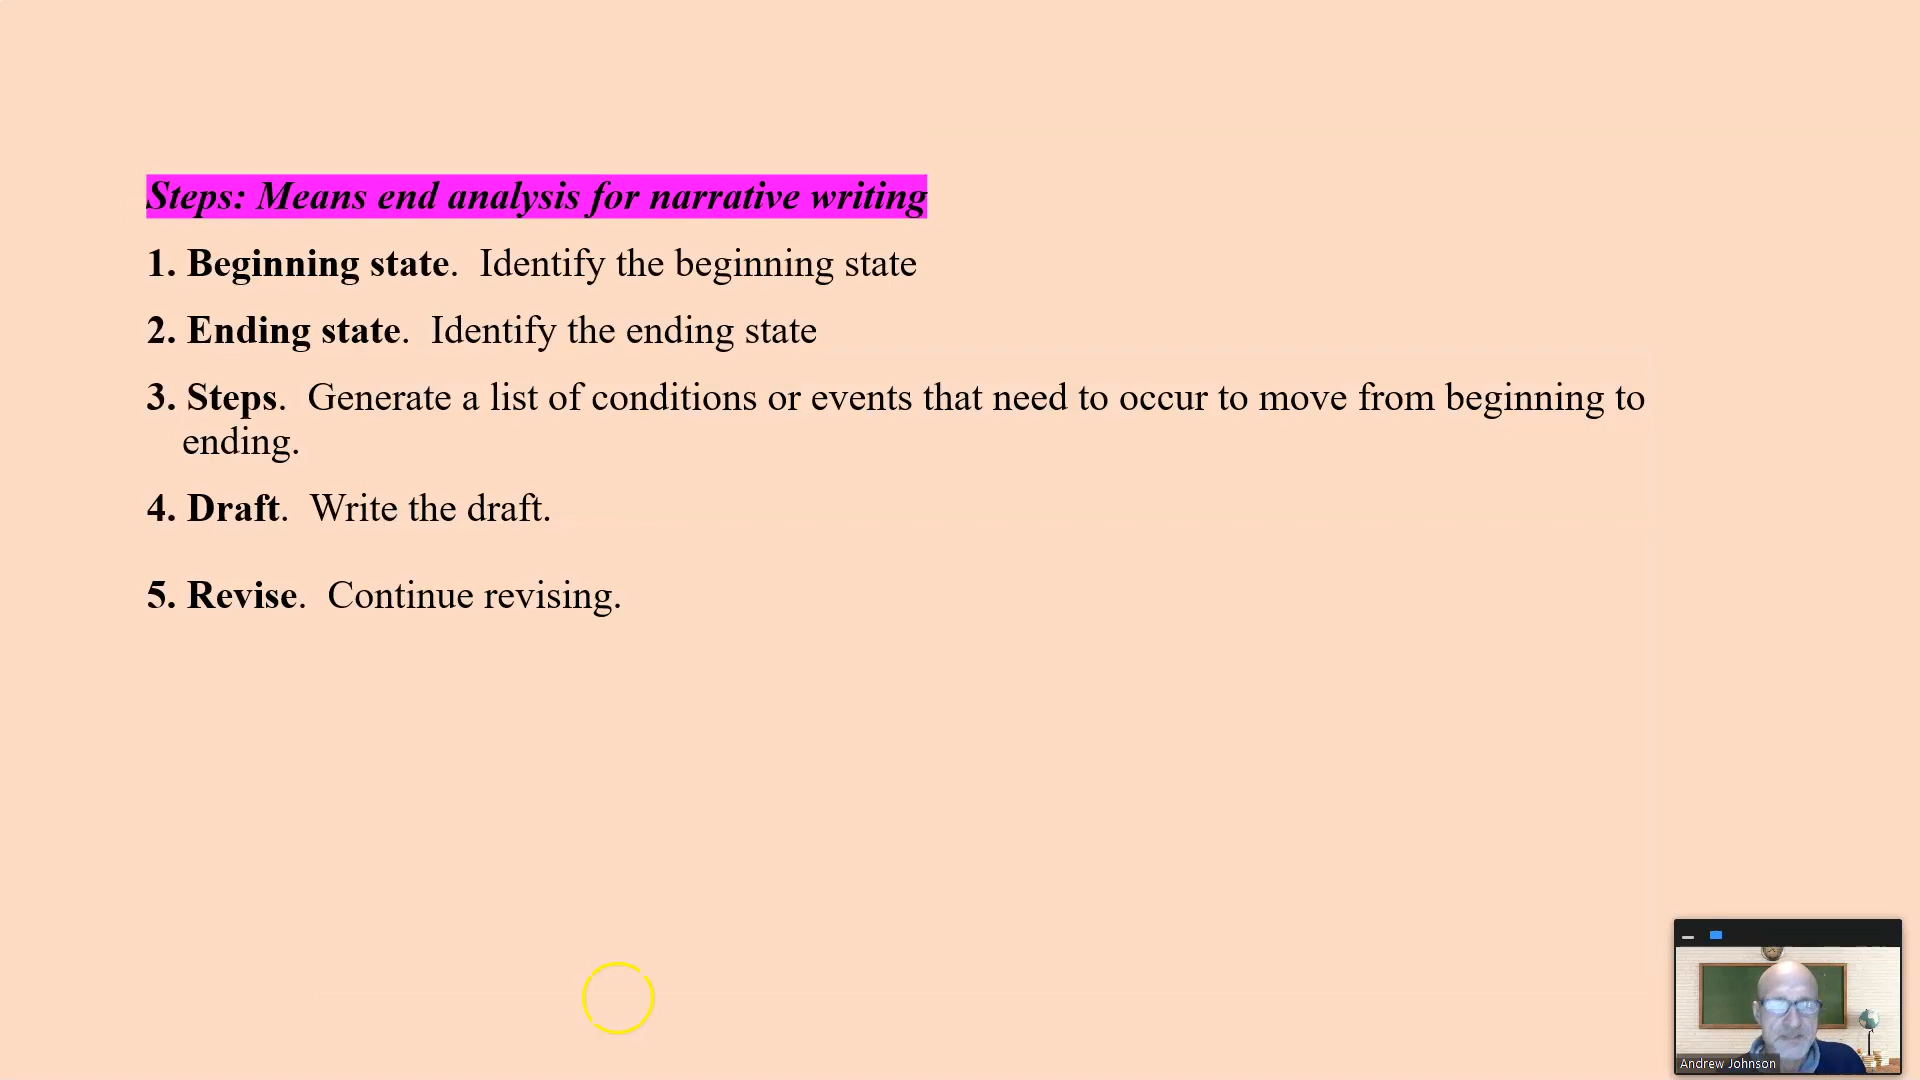 Steps: Means end analysis for narrative writing
1. Beginning state.  Identify the beginning state
2. Ending state.  Identify the ending state
3. Steps.  Generate a list of conditions or events that need to occur to move from beginning to
ending.
4. Draft.  Write the draft.
5. Revise.  Continue revising.
Andrew Johnson